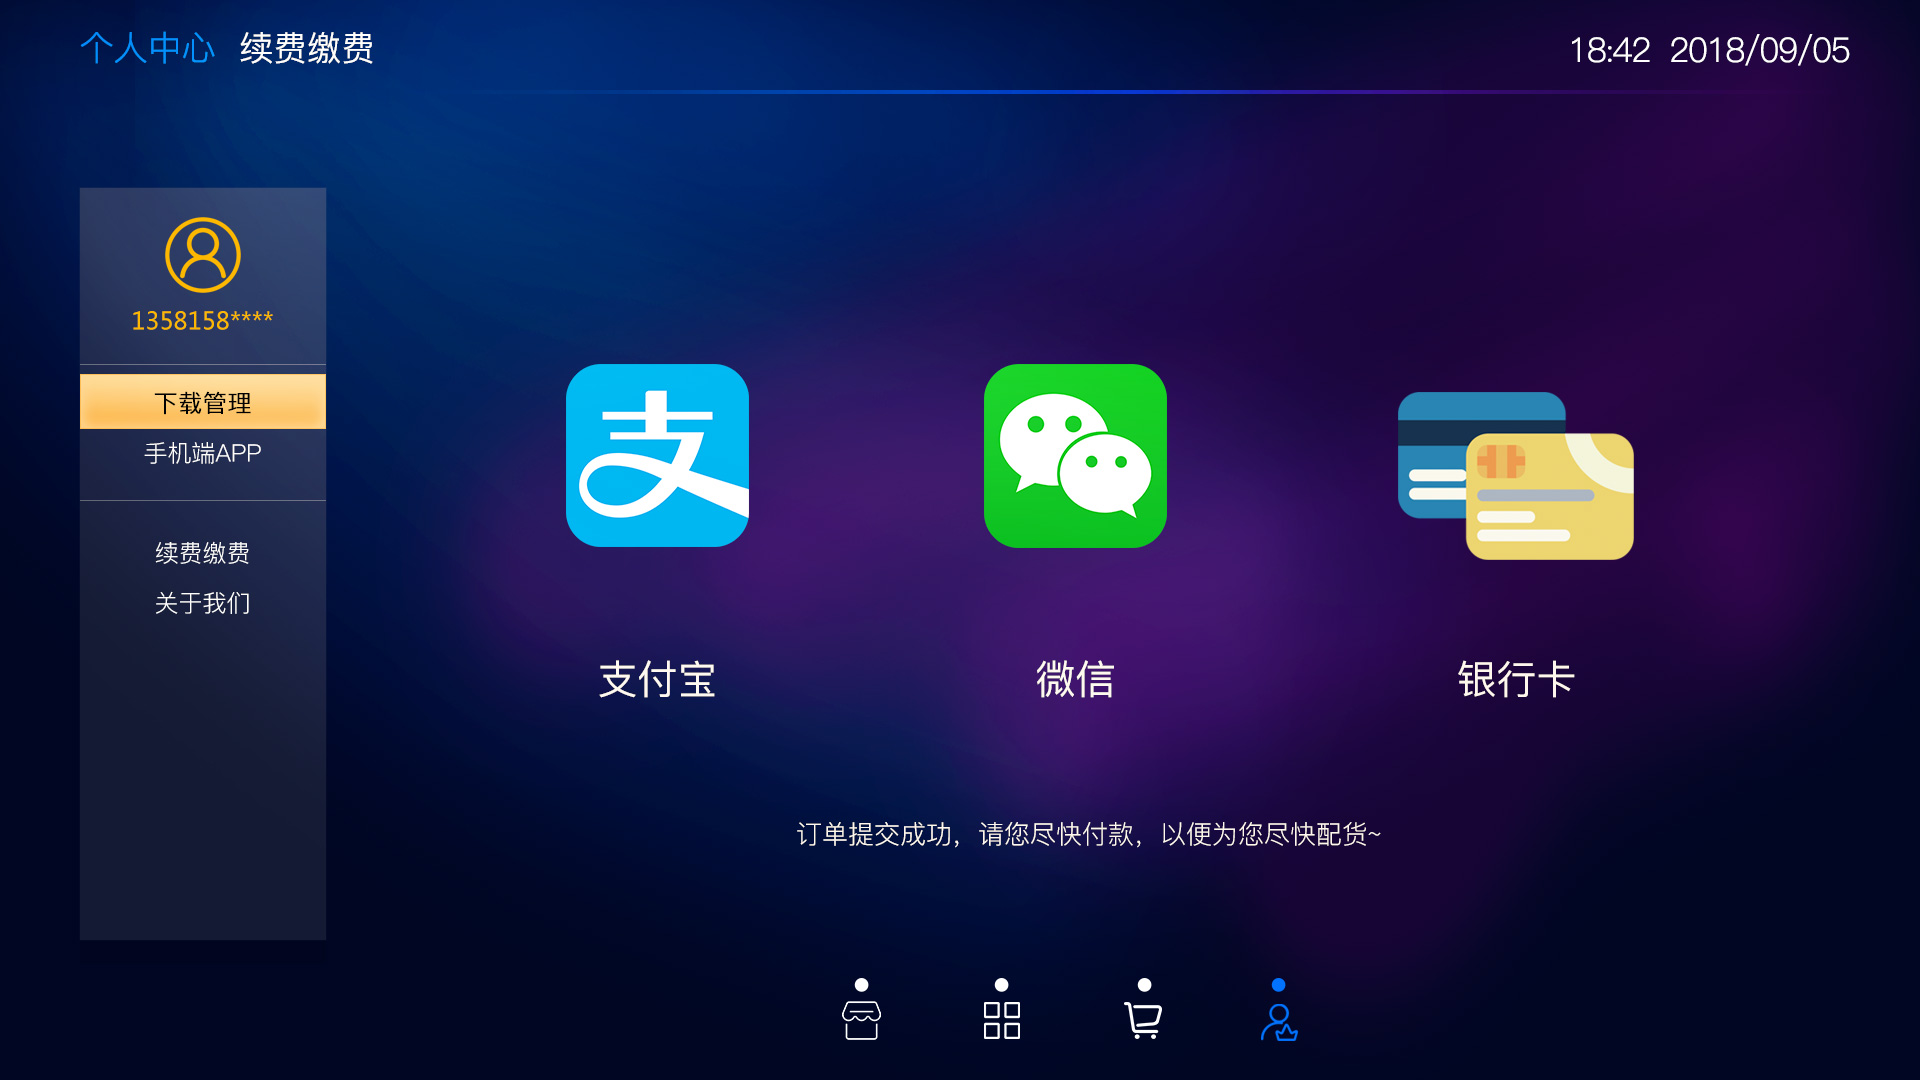 个人中心 续费缴费
18:42 2018/09/05
1358158****
下载管理
手机端APP
续费缴费
关于我们
支
支付宝
微信
银行卡
订单提交成功，请您尽快付款，以便为您尽快配货~